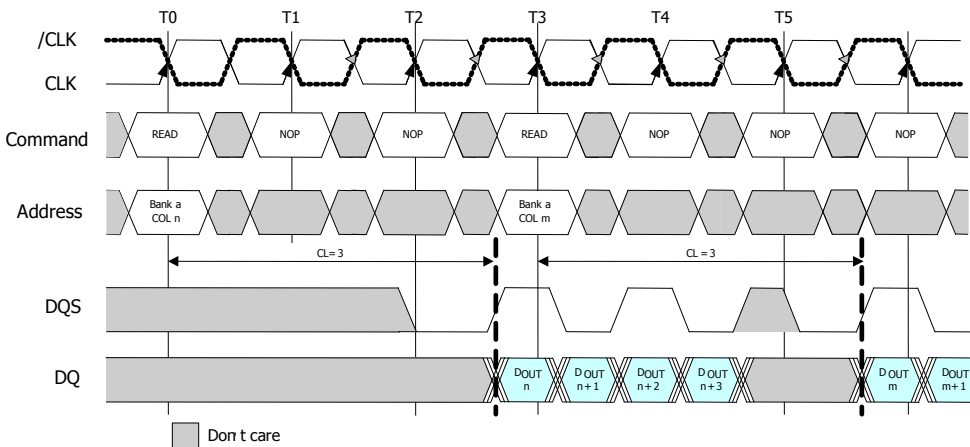 T0 T1 T2 T3 T4 T5
/CLK
CLK
Command READ NOP NOP READ NOP NOP NOP
Address Bank a COL n Bank a COL m
CL= 3 CL = 3
DQS
DQ DOUT n DOUT n+1 DOUT n+2 DOUT n+3 DOUT m DOUT m+1
Don't care